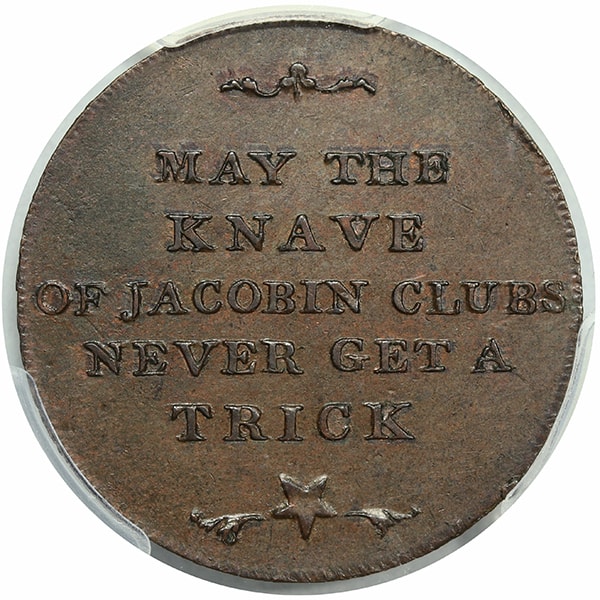 MAY THE
KNAVE
OF JACOBIN CLUBS
NEVER GET A
TRICK